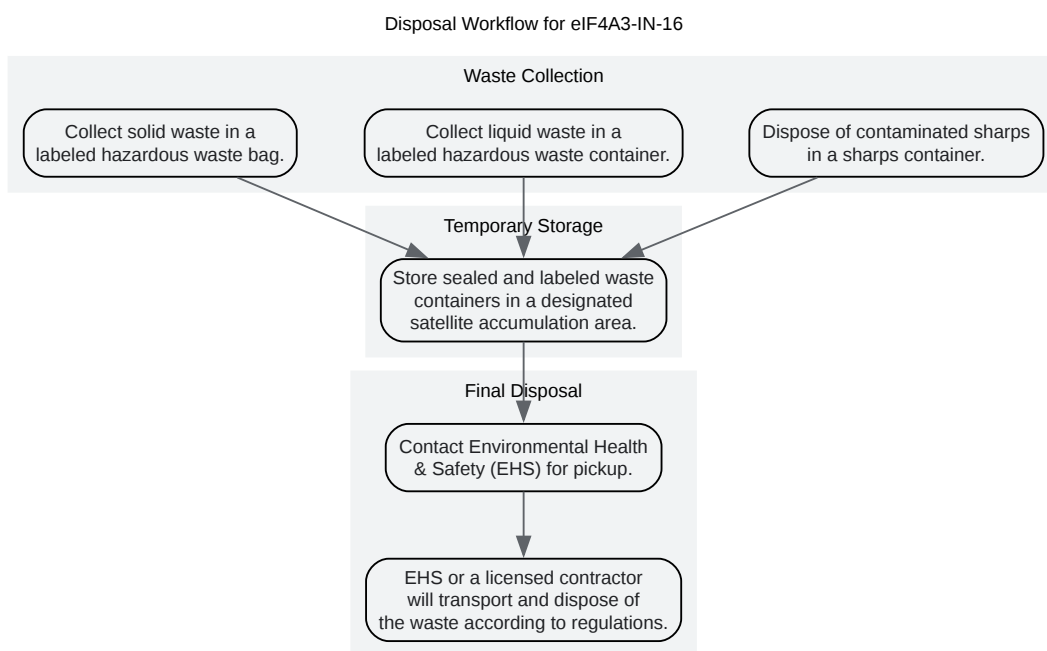 Disposal Workflow for eIF4A3-IN-16
Waste Collection
Collect solid waste in a
labeled hazardous waste bag.
Collect liquid waste in a
labeled hazardous waste container.
Dispose of contaminated sharps
in a sharps container.
Temporary Storage
Store sealed and labeled waste
containers in a designated
satellite accumulation area.
Final Disposal
Contact Environmental Health
& Safety (EHS) for pickup.
EHS or a licensed contractor
will transport and dispose of
the waste according to regulations.